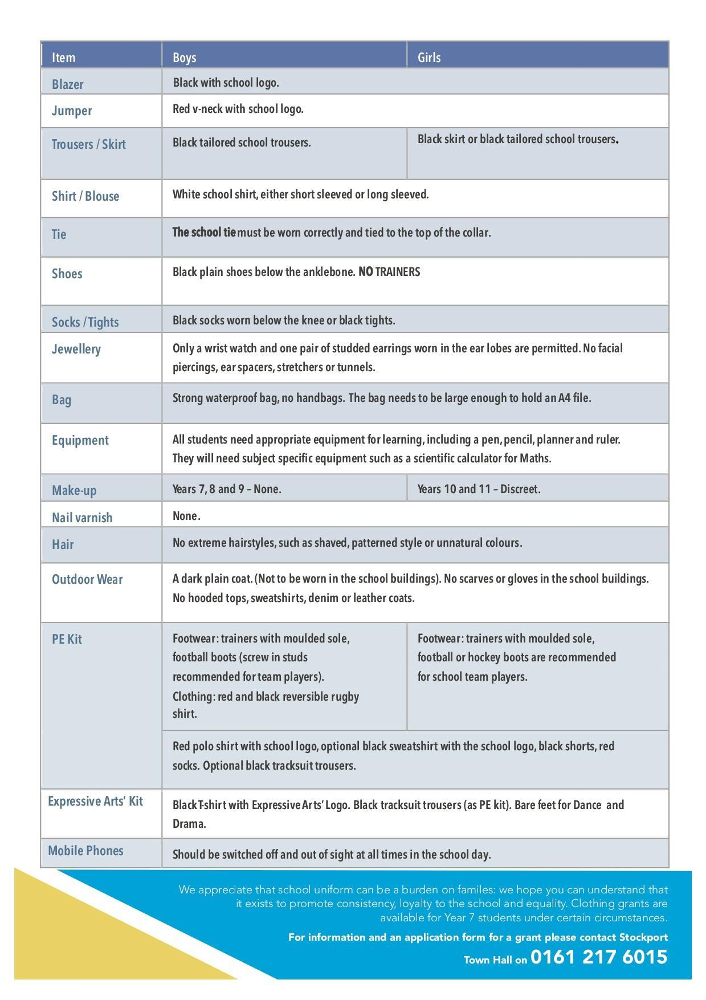 Item Boys Girls
Blazer Black with school logo.
Jumper Red v-neck with school logo.
Trousers / Skirt Black tailored school trousers. Black skirt or black tailored school trousers.
Shirt / Blouse White school shirt, either short sleeved or long sleeved.
Tie The school tie must be worn correctly and tied to the top of the collar.
Shoes Black plain shoes below the anklebone. NO TRAINERS
Socks / Tights Black socks worn below the knee or black tights.
Jewellery Only a wrist watch and one pair of studded earrings worn in the ear lobes are permitted. No facial
piercings, ear spacers, stretchers or tunnels.
Bag Strong waterproof bag, no handbags. The bag needs to be large enough to hold an A4 file.
Equipment All students need appropriate equipment for learning, including a pen, pencil, planner and ruler.
They will need subject specific equipment such as a scientific calculator for Maths.
Make-up Years 7, 8 and 9 – None. Years 10 and 11 – Discreet.
Nail varnish None.
Hair No extreme hairstyles, such as shaved, patterned style or unnatural colours.
Outdoor Wear A dark plain coat. (Not to be worn in the school buildings). No scarves or gloves in the school buildings.
No hooded tops, sweatshirts, denim or leather coats.
PE Kit
Footwear: trainers with moulded sole,
football boots (screw in studs
recommended for team players).
Clothing: red and black reversible rugby
shirt.
Footwear: trainers with moulded sole,
football or hockey boots are recommended
for school team players.
Red polo shirt with school logo, optional black sweatshirt with the school logo, black shorts, red
socks. Optional black tracksuit trousers.
Expressive Arts’ Kit Black T-shirt with Expressive Arts’ Logo. Black tracksuit trousers (as PE kit). Bare feet for Dance and
Drama.
Mobile Phones Should be switched off and out of sight at all times in the school day.
We appreciate that school uniform can be a burden on familes: we hope you can understand that
it exists to promote consistency, loyalty to the school and equality. Clothing grants are
available for Year 7 students under certain circumstances.
For information and an application form for a grant please contact Stockport
Town Hall on 0161 217 6015